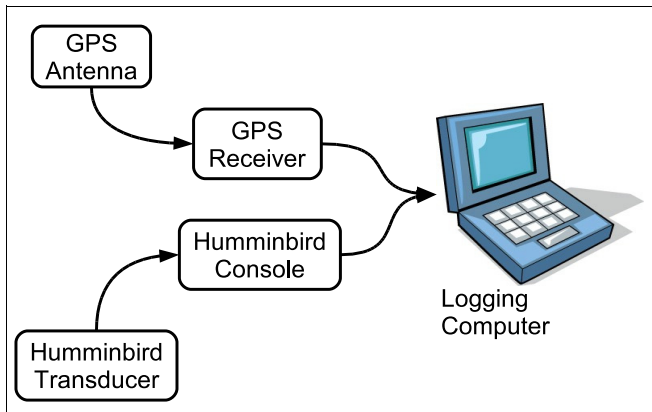 GPS
Antenna
GPS
Receiver
Humminbird
Console
Humminbird
Transducer
Logging
Computer